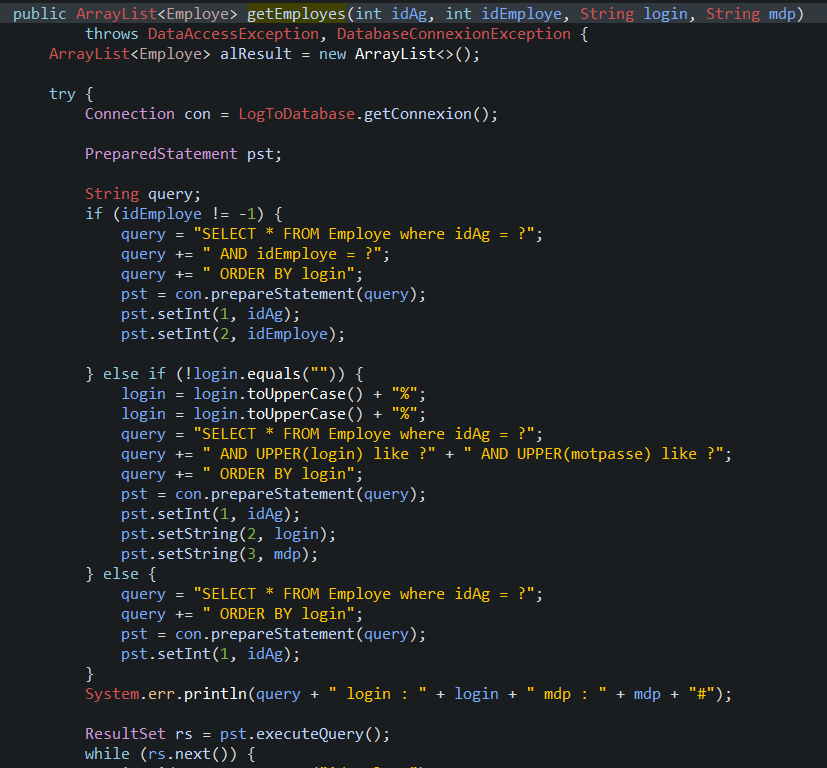 public ArrayList<Employe> getEmployes(int idAg, int idEmploye, String login, String mdp)
throws DataAccessException, DatabaseConnexionException {
ArrayList<Employe> alResult = new ArrayList<>();
try {
Connection con = LogToDatabase.getConnexion();
PreparedStatement pst;
String query;
if (idEmploye != -1) {
query = "SELECT * FROM Employe where idAg = ?";
query += " AND idEmploye = ?";
query += " ORDER BY login";
pst = con.prepareStatement(query);
pst.setInt(1, idAg);
pst.setInt(2, idEmploye);
} else if (!login.equals("")) {
login = login.toUpperCase() + "%";
login = login.toUpperCase() + "%";
query = "SELECT * FROM Employe where idAg = ?";
query += " AND UPPER(login) like ?" + " AND UPPER(motpasse) like ?";
query += " ORDER BY login";
pst = con.prepareStatement(query);
pst.setInt(1, idAg);
pst.setString(2, login);
pst.setString(3, mdp);
} else {
query = "SELECT * FROM Employe where idAg = ?";
query += " ORDER BY login";
pst = con.prepareStatement(query);
pst.setInt(1, idAg);
}
System.err.println(query + " login : " + login + " mdp : " + mdp + "#");
ResultSet rs = pst.executeQuery();
while (rs.next()) {